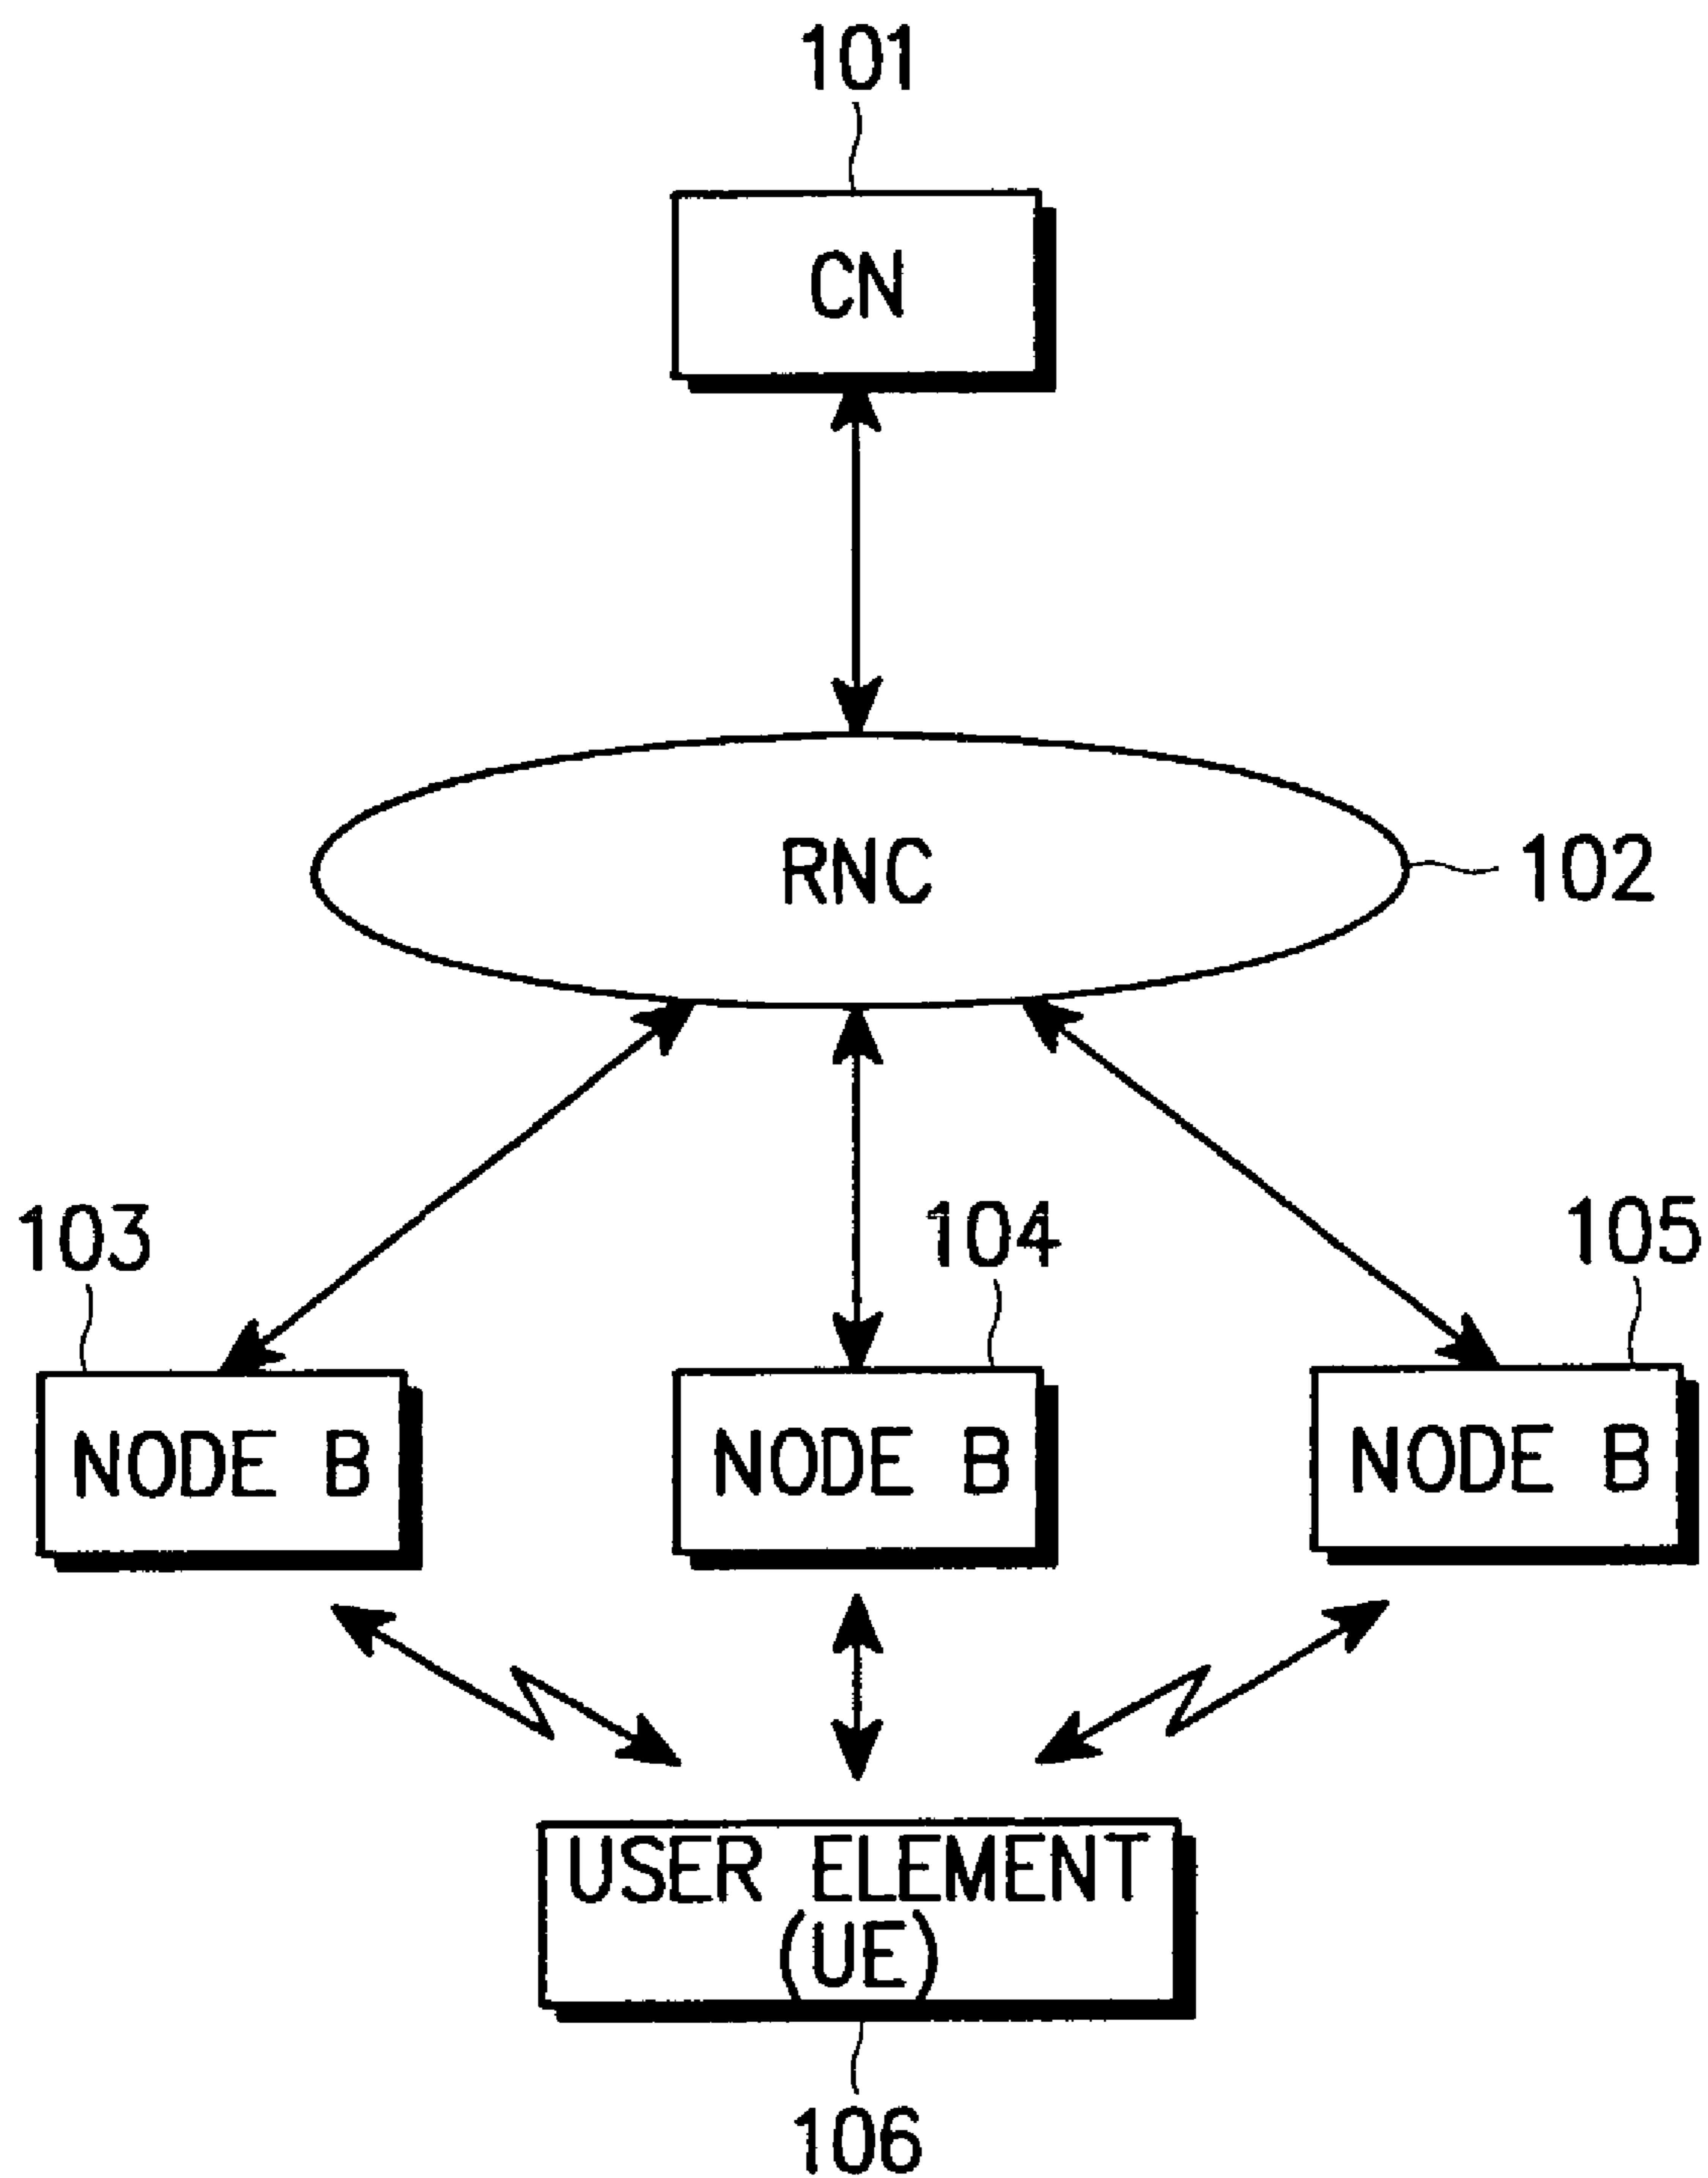 101
CN
RNC
102
103
104
105
NODE B
NODE B
NODE B
USER ELEMENT
(UE)
106